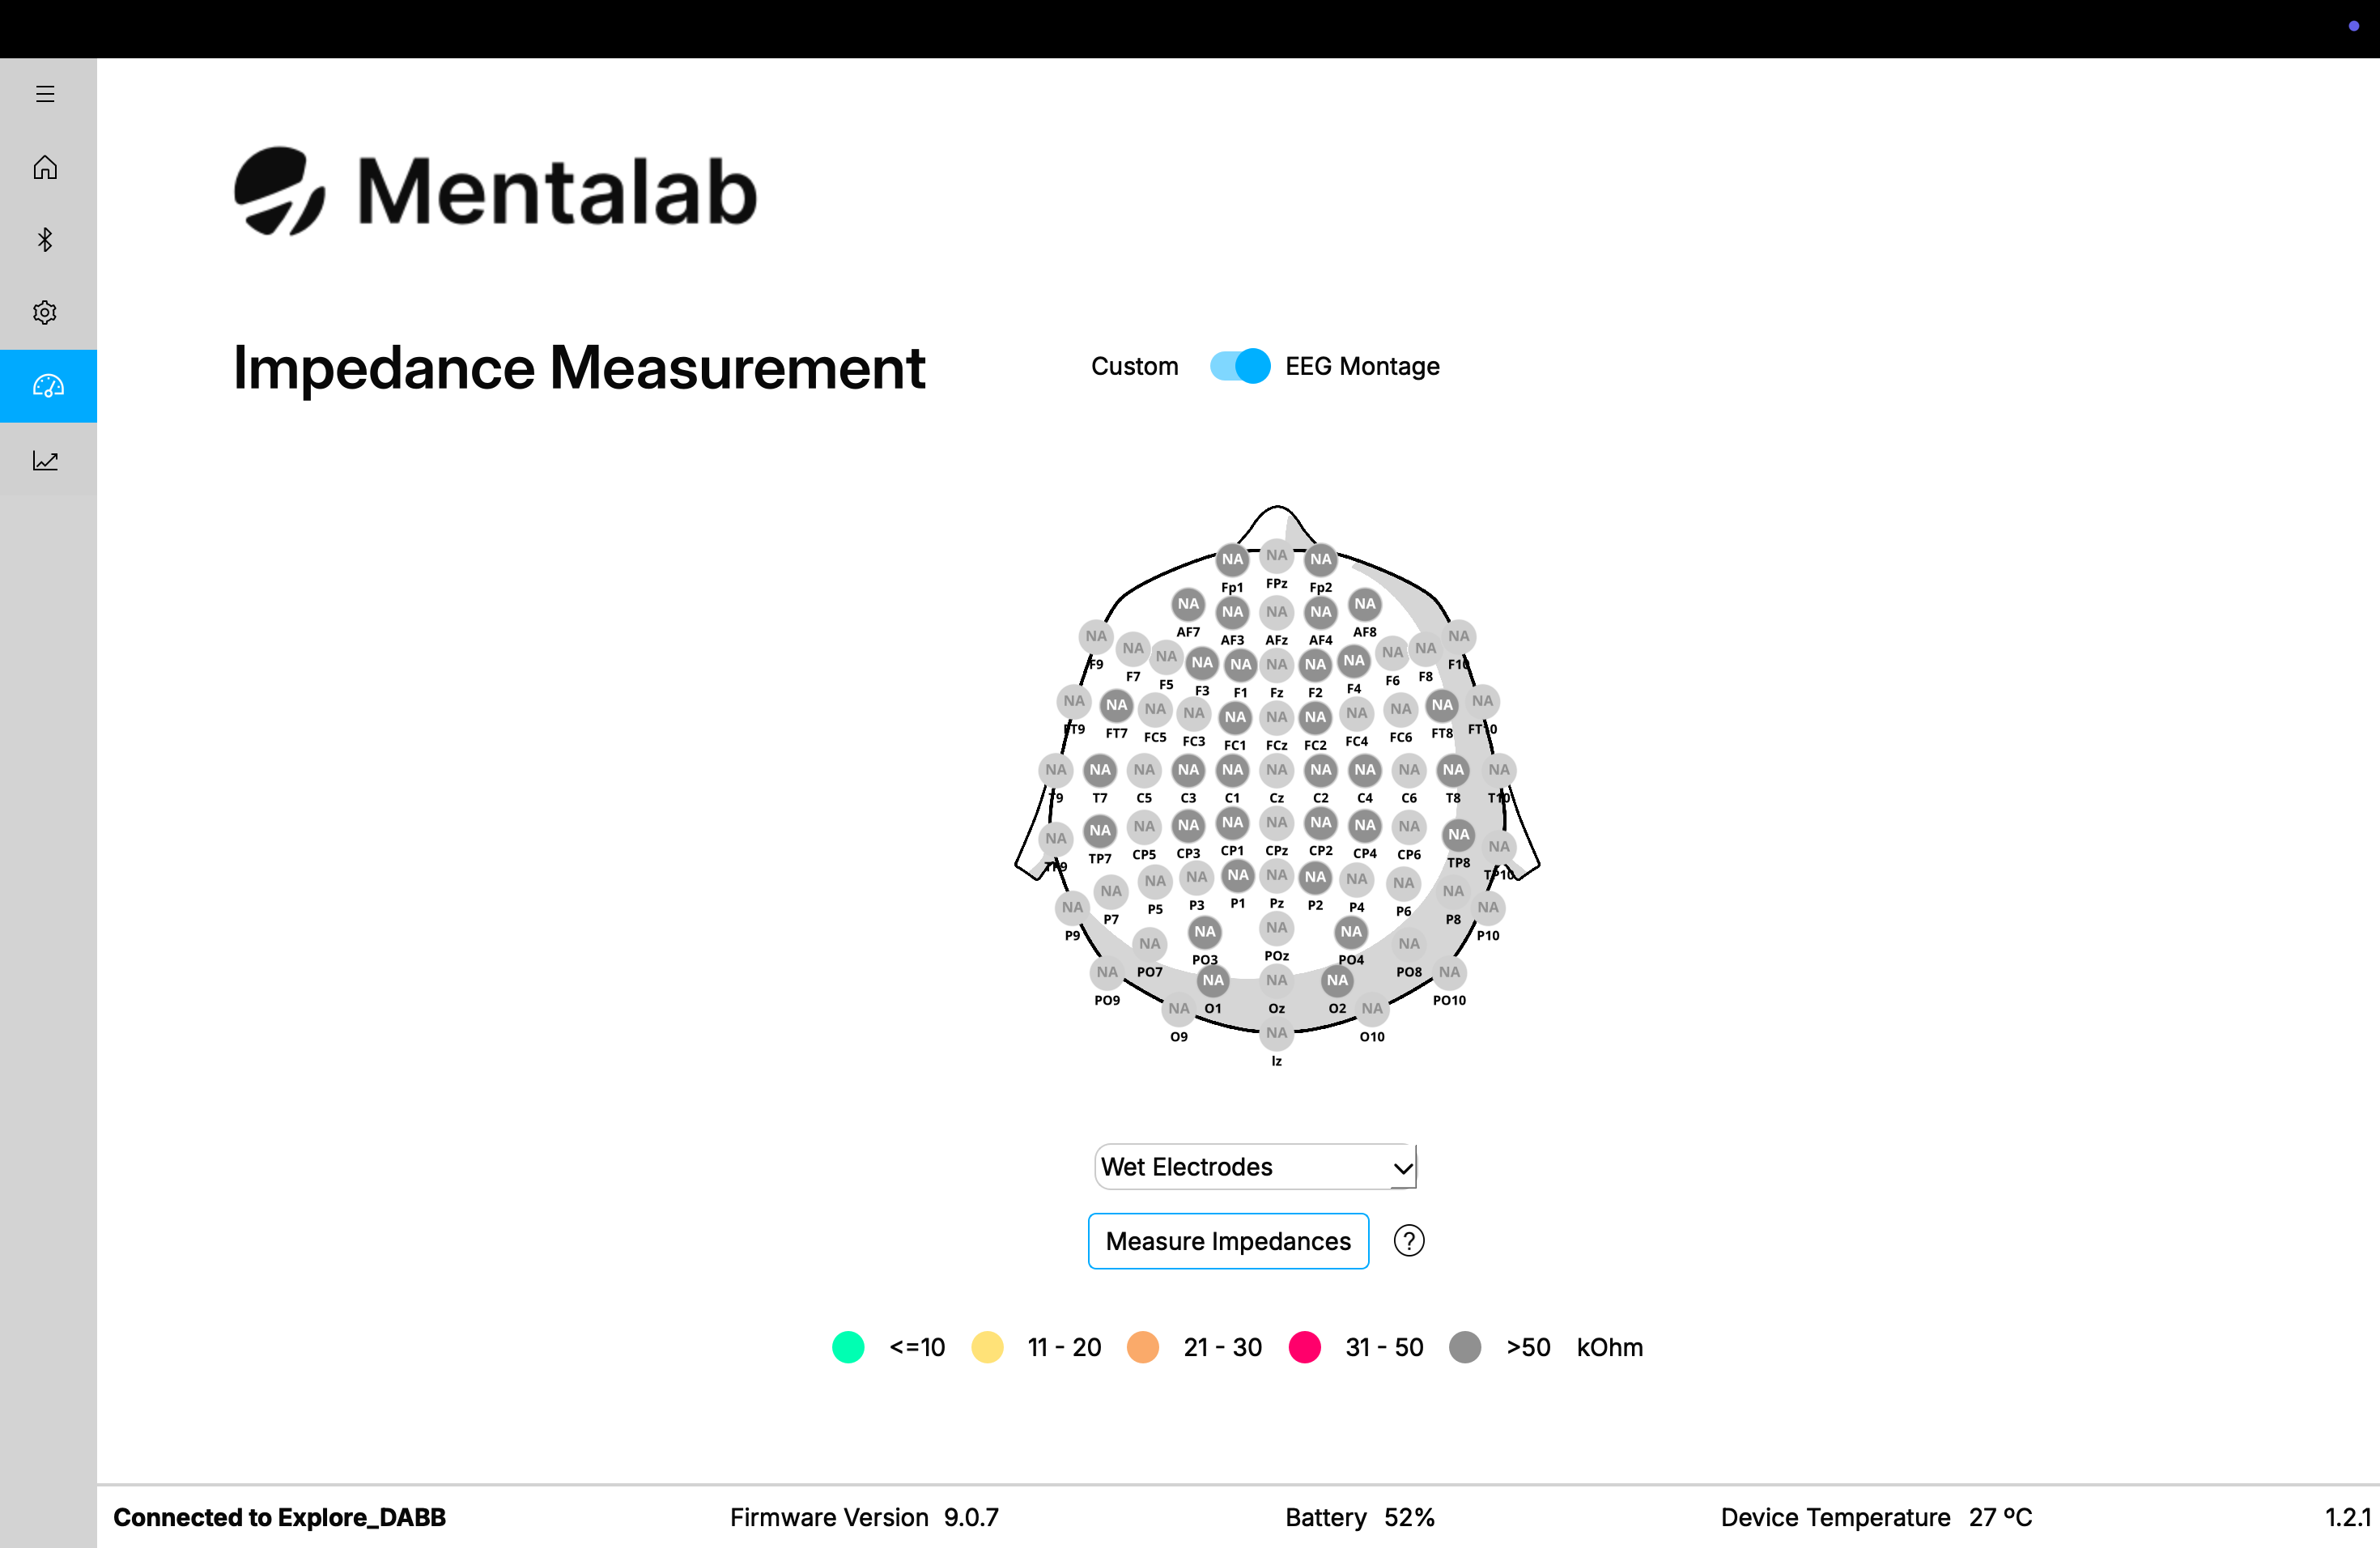 Mentalab
Impedance Measurement
Custom EEG Montage
NA NA NA
Fp1 FPz Fp2
NA NA NA NA NA
AF7 AF3 AFz AF4 AF8
NA NA NA NA NA NA NA NA NA NA NA
F9 F7 F5 F3 F1 Fz F2 F4 F6 F8 F10
NA NA NA NA NA NA NA NA NA NA NA
FT9 FT7 FC5 FC3 FC1 FCz FC2 FC4 FC6 FT8 FT10
NA NA NA NA NA NA NA NA NA NA NA
T9 T7 C5 C3 C1 Cz C2 C4 C6 T8 T10
NA NA NA NA NA NA NA NA NA NA NA
TP9 TP7 CP5 CP3 CP1 CPz CP2 CP4 CP6 TP8 TP10
NA NA NA NA NA NA NA NA NA NA NA
P9 P7 P5 P3 P1 Pz P2 P4 P6 P8 P10
NA NA NA NA NA NA NA
PO9 PO7 PO3 POz PO4 PO8 PO10
NA NA NA NA NA
O9 O1 Oz O2 O10
NA
Iz
Wet Electrodes
Measure Impedances ?
<=10 11 - 20 21 - 30 31 - 50 >50 kOhm
Connected to Explore_DABB Firmware Version 9.0.7 Battery 52% Device Temperature 27 ºC 1.2.1